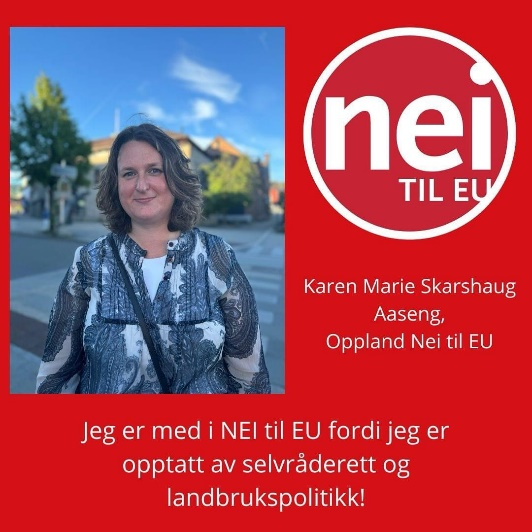 nei
TIL EU
Karen Marie Skarshaug
Aaseng,
Oppland Nei til EU
Jeg er med i NEI til EU fordi jeg er
opptatt av selvråderett og
landbrukspolitikk!